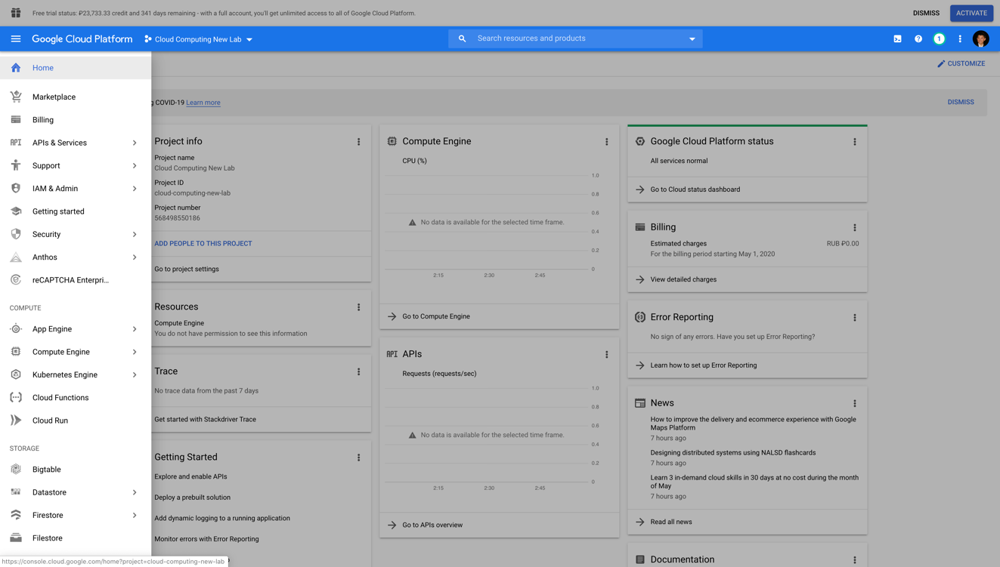 Free trial status: ₽23,733.33 credit and 341 days remaining - with a full account, you'll get unlimited access to all of Google Cloud Platform.
DISMISS
ACTIVATE
Google Cloud Platform
Cloud Computing New Lab
Search resources and products
1
Home
Marketplace
Billing
API
APIs & Services
Support
IAM & Admin
Getting started
Security
Anthos
reCAPTCHA Enterpri...
COMPUTE
App Engine
Compute Engine
Kubernetes Engine
Cloud Functions
Cloud Run
STORAGE
Bigtable
Datastore
Firestore
Filestore
https://console.cloud.google.com/home?project=cloud-computing-new-lab
CUSTOMIZE
COVID-19 Learn more
DISMISS
Project info
Project name
Cloud Computing New Lab
Project ID
cloud-computing-new-lab
Project number
568498550186
ADD PEOPLE TO THIS PROJECT
Go to project settings
Resources
Compute Engine
You do not have permission to see this information
Trace
No trace data from the past 7 days
Get started with Stackdriver Trace
Getting Started
Explore and enable APIs
Deploy a prebuilt solution
Add dynamic logging to a running application
Monitor errors with Error Reporting
Compute Engine
CPU (%)
1.0
0.8
0.6
No data is available for the selected time frame.
0.4
0.2
0
2:15 2:30 2:45
Go to Compute Engine
API APIs
Requests (requests/sec)
1.0
0.8
0.6
No data is available for the selected time frame.
0.4
0.2
0
2:15 2:30 2:45
Go to APIs overview
Google Cloud Platform status
All services normal
Go to Cloud status dashboard
Billing
Estimated charges RUB ₽0.00
For the billing period starting May 1, 2020
View detailed charges
Error Reporting
No sign of any errors. Have you set up Error Reporting?
Learn how to set up Error Reporting
News
How to improve the delivery and ecommerce experience with Google
Maps Platform
7 hours ago
Designing distributed systems using NALSD flashcards
7 hours ago
Learn 3 in-demand cloud skills in 30 days at no cost during the month
of May
7 hours ago
Read all news
Documentation